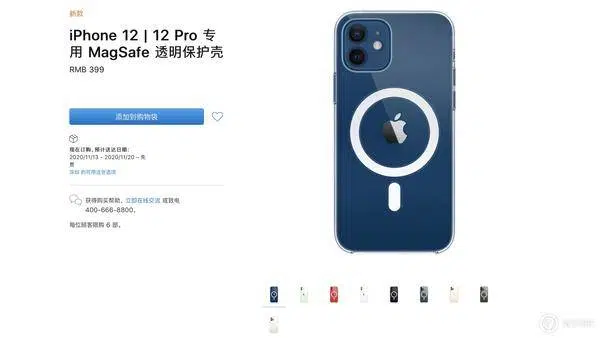 新款
iPhone 12 | 12 Pro 专
用 MagSafe 透明保护壳
RMB 399
添加到购物袋
现在订购,预计送达日期:
2020/11/13 - 2020/11/20 — 免
费
深圳 的可用送货选项
获得购买帮助,立即在线交流 或致电
400-666-8800。
每位顾客限购 6 部。